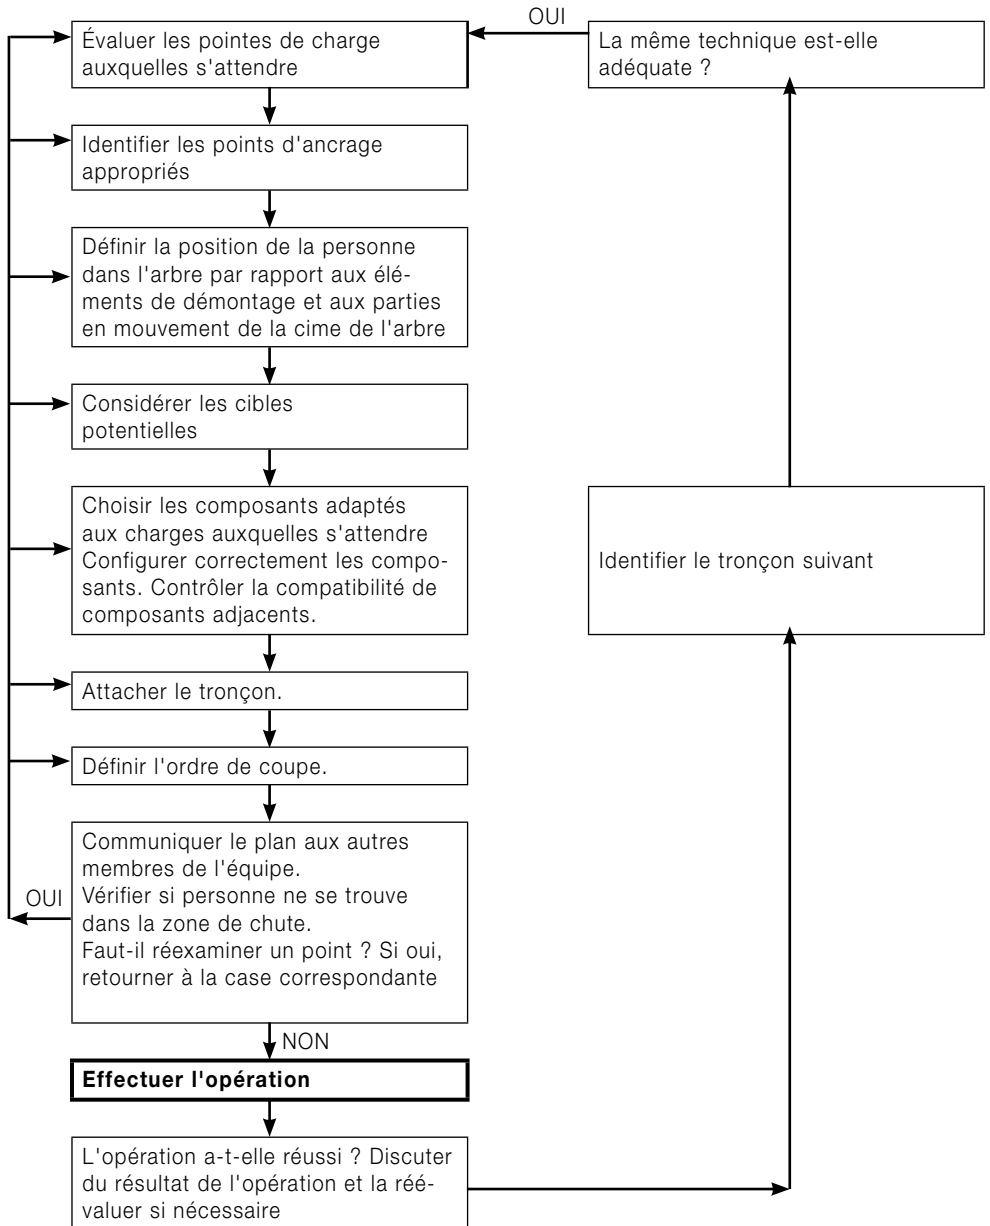 OUI
Évaluer les pointes de charge
auxquelles s'attendre
La même technique est-elle
adéquate ?
Identifier les points d'ancrage
appropriés
Définir la position de la personne
dans l'arbre par rapport aux élé-
ments de démontage et aux parties
en mouvement de la cime de l'arbre
Considérer les cibles
potentielles
Choisir les composants adaptés
aux charges auxquelles s'attendre
Configurer correctement les compo-
sants. Contrôler la compatibilité de
composants adjacents.
Identifier le tronçon suivant
Attacher le tronçon.
Définir l'ordre de coupe.
Communiquer le plan aux autres
membres de l'équipe.
Vérifier si personne ne se trouve
dans la zone de chute.
Faut-il réexaminer un point ? Si oui,
retourner à la case correspondante
OUI
NON
Effectuer l'opération
L'opération a-t-elle réussi ? Discuter
du résultat de l'opération et la réé-
valuer si nécessaire